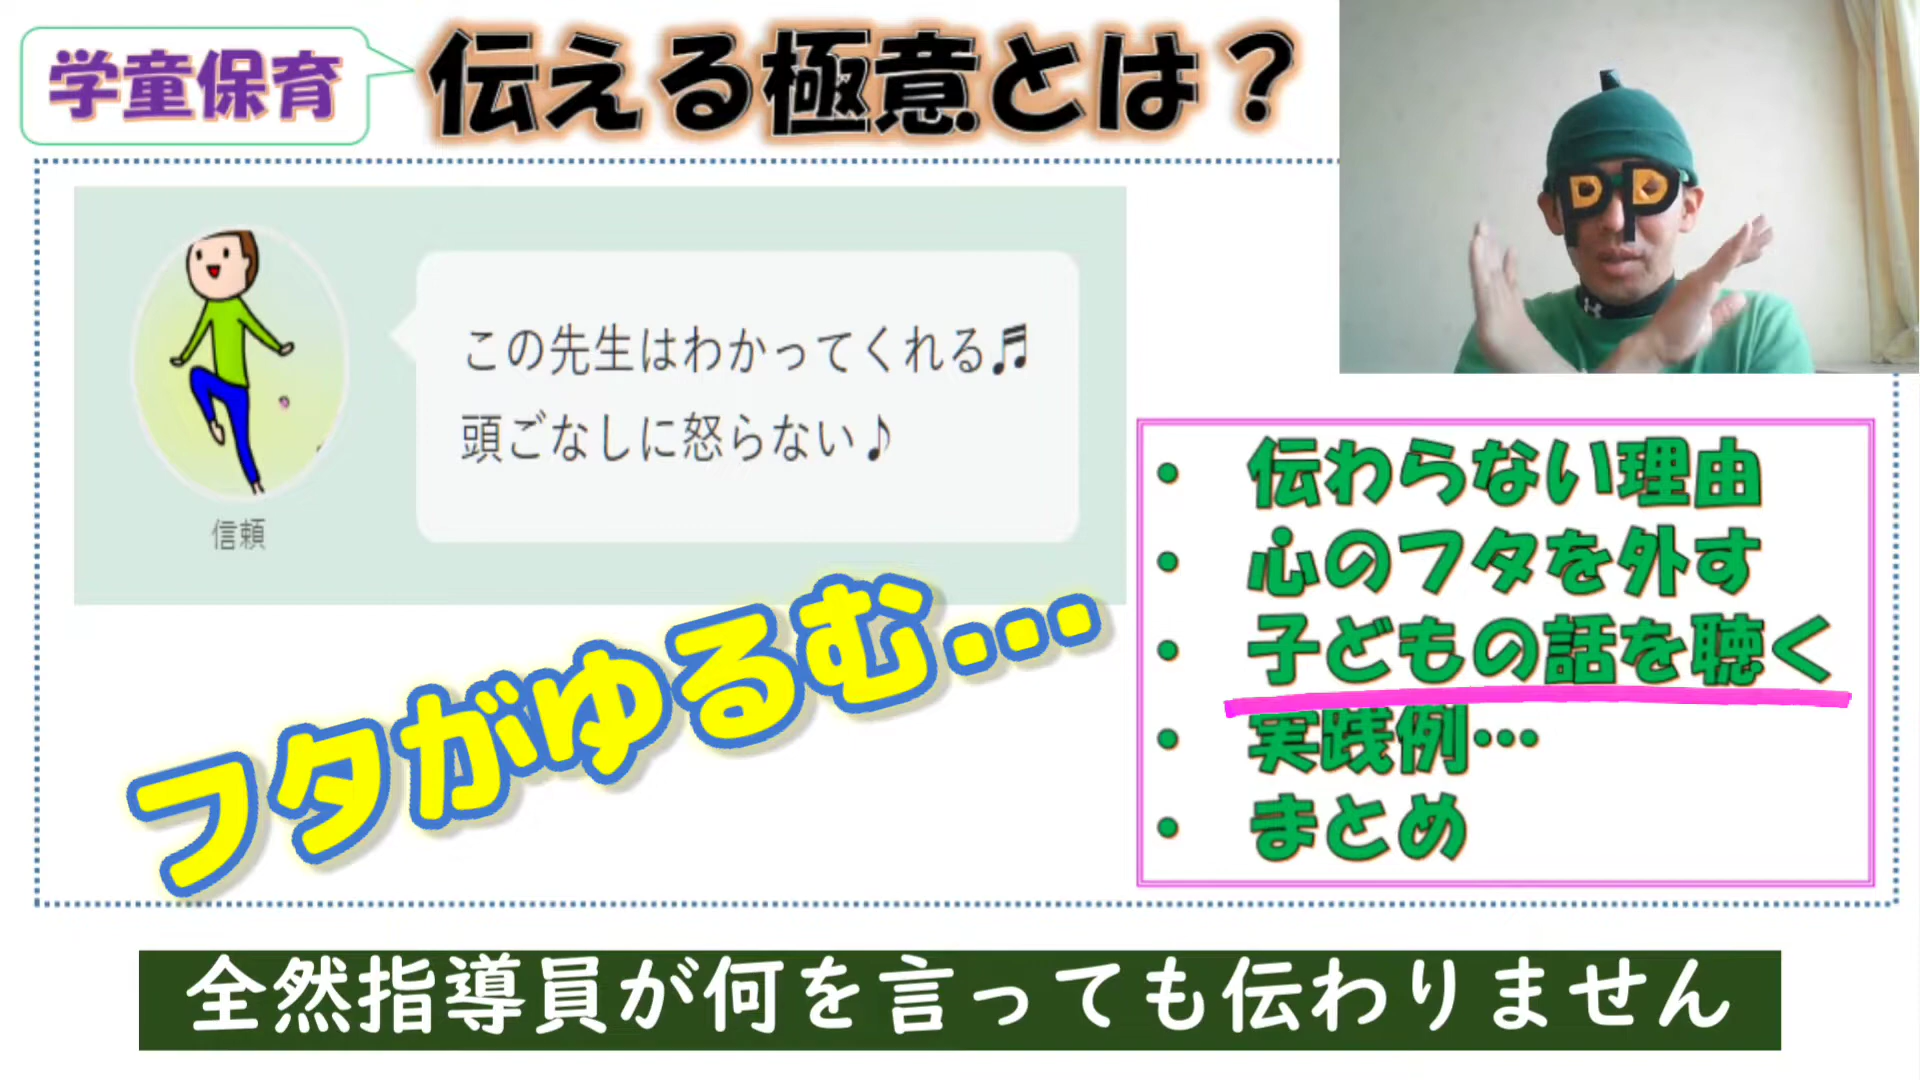 学童保育
伝える極意とは？
この先生はわかってくれる♬
頭ごなしに怒らない♪
信頼
フタがゆるむ…
• 伝わらない理由
• 心のフタを外す
• 子どもの話を聴く
• 実践例…
• まとめ
全然指導員が何を言っても伝わりません